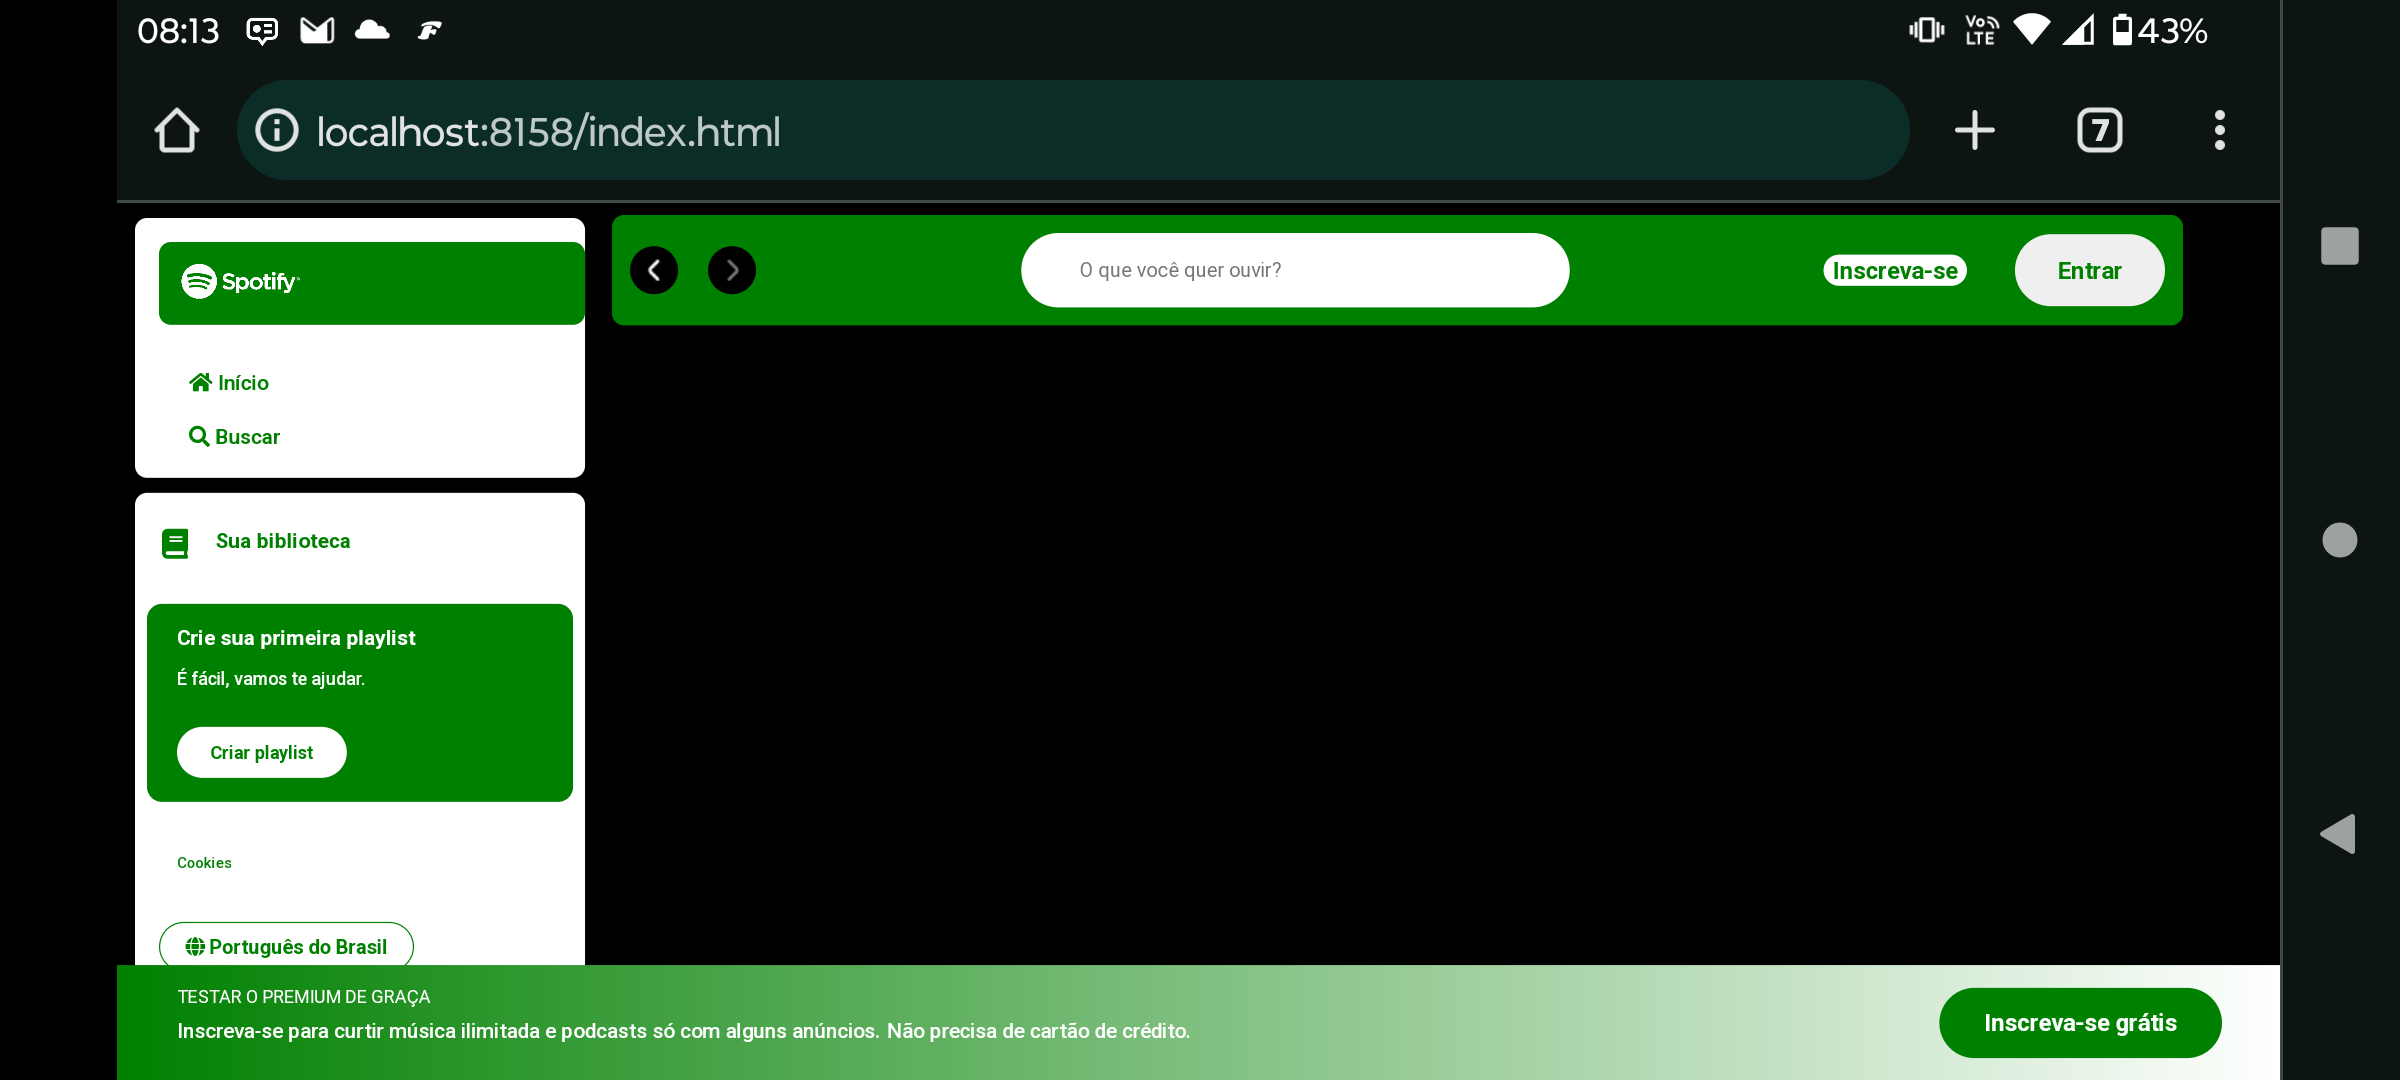 08:13
Vo LTE
43%
localhost:8158/index.html
7
Spotify
O que você quer ouvir?
Inscreva-se
Entrar
Início
Buscar
Sua biblioteca
Crie sua primeira playlist
É fácil, vamos te ajudar.
Criar playlist
Cookies
Português do Brasil
TESTAR O PREMIUM DE GRAÇA
Inscreva-se para curtir música ilimitada e podcasts só com alguns anúncios. Não precisa de cartão de crédito.
Inscreva-se grátis